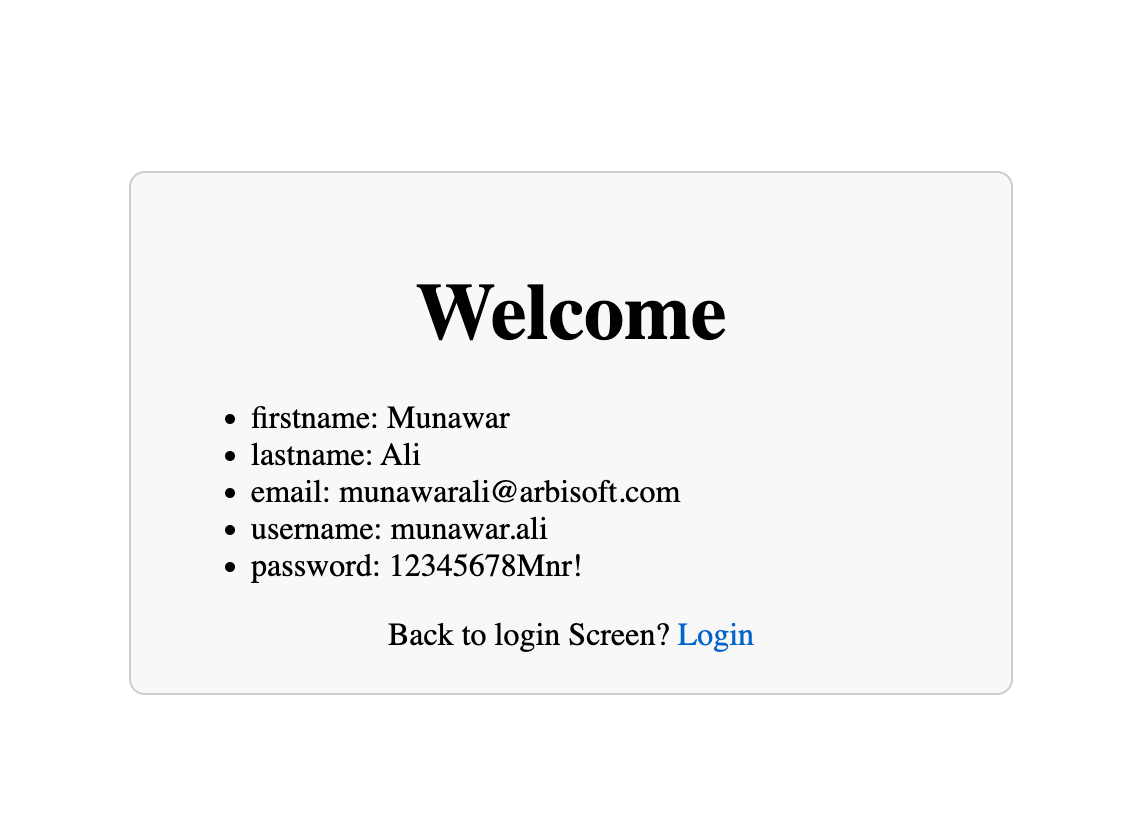 Welcome
firstname: Munawar
lastname: Ali
email: munawarali@arbisoft.com
username: munawar.ali
password: 12345678Mnr!
Back to login Screen? Login